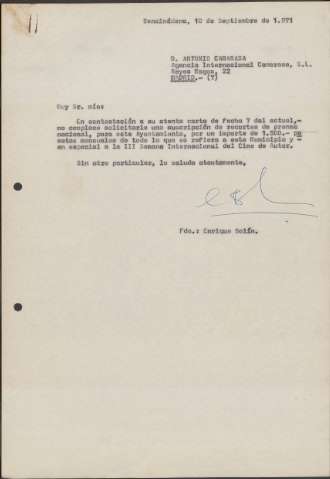 Benalmádena, 10 de Septiembre de 1.971
D. ANTONIO CAMARASA
Agencia Internacional Camarasa, S.L.
Reyes Magos, 22
MADRID.- (7)
Muy Sr. mio:
En contestación a su atenta carta de fecha 7 del actual,-
me complace solicitarle una suscripción de recortes de prensa
nacional, para este Ayuntamiento, por un importe de 1.500.- pe
setas mensuales de todo lo que se refiera a este Municipio y -
en especial a la III Semana Internacional del Cine de Autor.
Sin otro particular, le saluda atentamente,
Fdo.: Enrique Bolín.